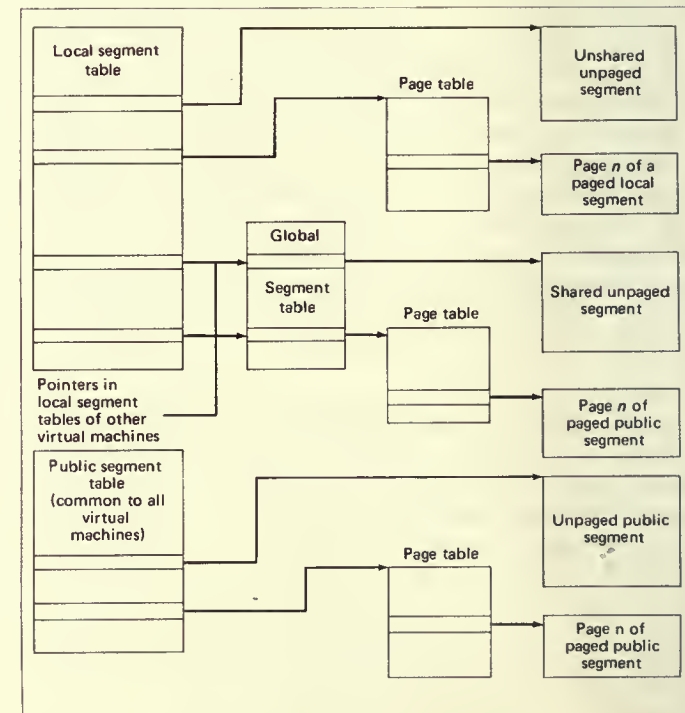 Local segment
table
Unshared
unpaged
segment
Page table
Page n of a
paged local
segment
Global
Segment
table
Shared unpaged
segment
Page table
Pointers in
local segment
tables of other
virtual machines
Page n of
paged public
segment
Public segment
table
(common to all
virtual
machines)
Unpaged public
segment
Page table
Page n of
paged public
segment